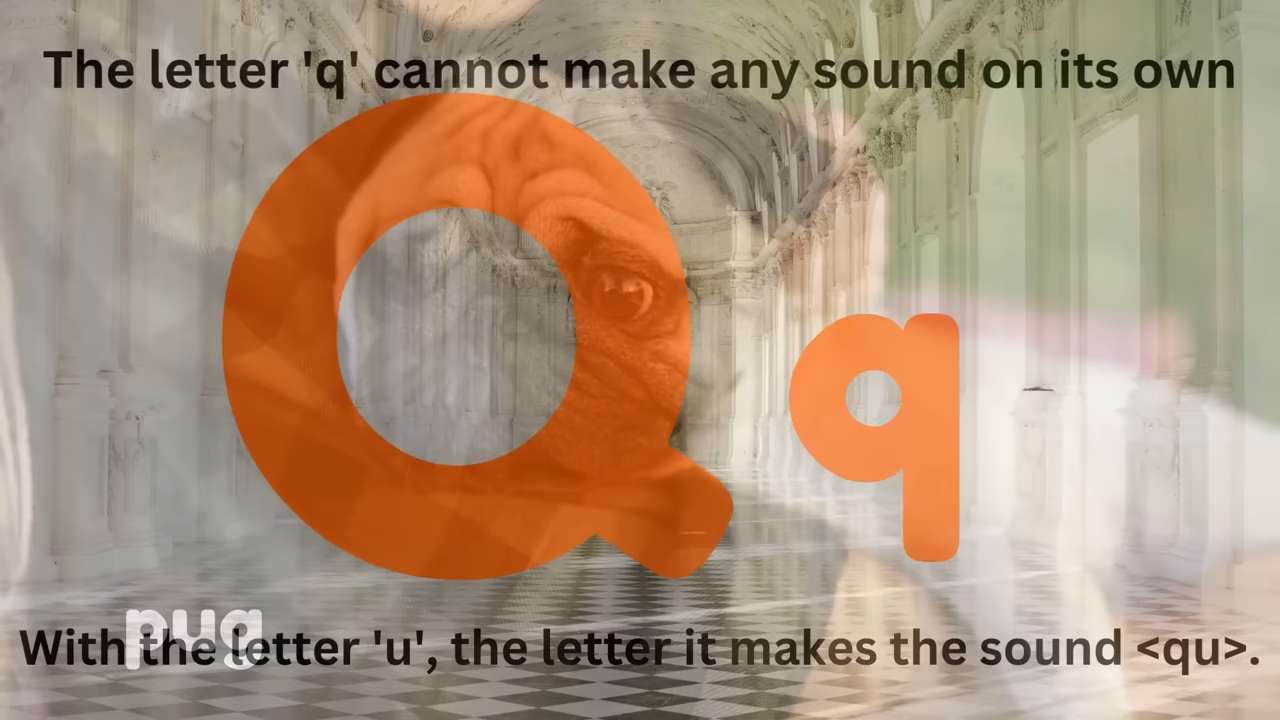 The letter 'q' cannot make any sound on its own
Q q
pug
With the letter 'u', the letter it makes the sound <qu>.